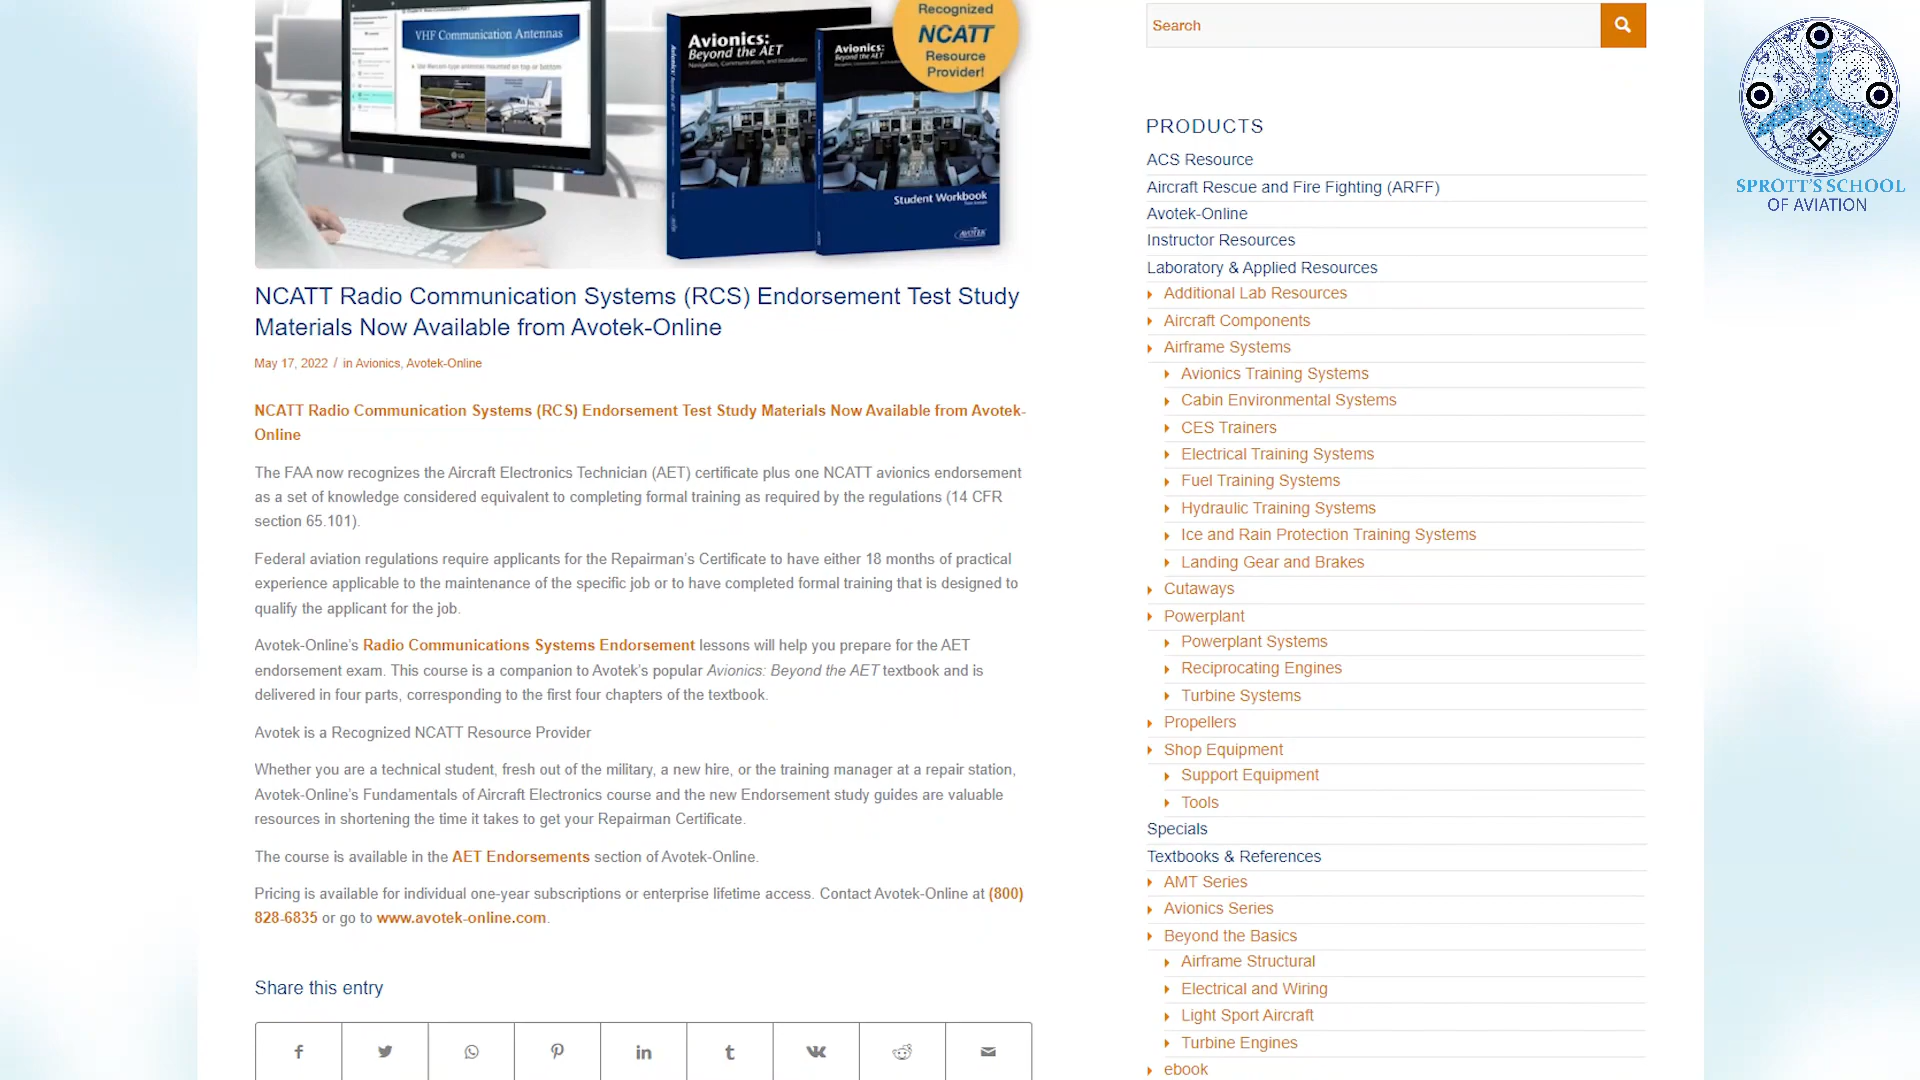 VHF Communication Antennas
Avionics:
Beyond the AET
Navigation, Communication, and Installation
Avionics:
Beyond the AET
Student Workbook
AVOTEK
LG
Recognized
NCATT
Resource
Provider!
NCATT Radio Communication Systems (RCS) Endorsement Test Study
Materials Now Available from Avotek-Online
May 17, 2022 / in Avionics, Avotek-Online
NCATT Radio Communication Systems (RCS) Endorsement Test Study Materials Now Available from Avotek-
Online
The FAA now recognizes the Aircraft Electronics Technician (AET) certificate plus one NCATT avionics endorsement
as a set of knowledge considered equivalent to completing formal training as required by the regulations (14 CFR
section 65.101).
Federal aviation regulations require applicants for the Repairman’s Certificate to have either 18 months of practical
experience applicable to the maintenance of the specific job or to have completed formal training that is designed to
qualify the applicant for the job.
Avotek-Online’s Radio Communications Systems Endorsement lessons will help you prepare for the AET
endorsement exam. This course is a companion to Avotek’s popular Avionics: Beyond the AET textbook and is
delivered in four parts, corresponding to the first four chapters of the textbook.
Avotek is a Recognized NCATT Resource Provider
Whether you are a technical student, fresh out of the military, a new hire, or the training manager at a repair station,
Avotek-Online’s Fundamentals of Aircraft Electronics course and the new Endorsement study guides are valuable
resources in shortening the time it takes to get your Repairman Certificate.
The course is available in the AET Endorsements section of Avotek-Online.
Pricing is available for individual one-year subscriptions or enterprise lifetime access. Contact Avotek-Online at (800)
828-6835 or go to www.avotek-online.com.
Share this entry
Search
PRODUCTS
ACS Resource
Aircraft Rescue and Fire Fighting (ARFF)
Avotek-Online
Instructor Resources
Laboratory & Applied Resources
Additional Lab Resources
Aircraft Components
Airframe Systems
Avionics Training Systems
Cabin Environmental Systems
CES Trainers
Electrical Training Systems
Fuel Training Systems
Hydraulic Training Systems
Ice and Rain Protection Training Systems
Landing Gear and Brakes
Cutaways
Powerplant
Powerplant Systems
Reciprocating Engines
Turbine Systems
Propellers
Shop Equipment
Support Equipment
Tools
Specials
Textbooks & References
AMT Series
Avionics Series
Beyond the Basics
Airframe Structural
Electrical and Wiring
Light Sport Aircraft
Turbine Engines
ebook
SPROTT'S SCHOOL
OF AVIATION